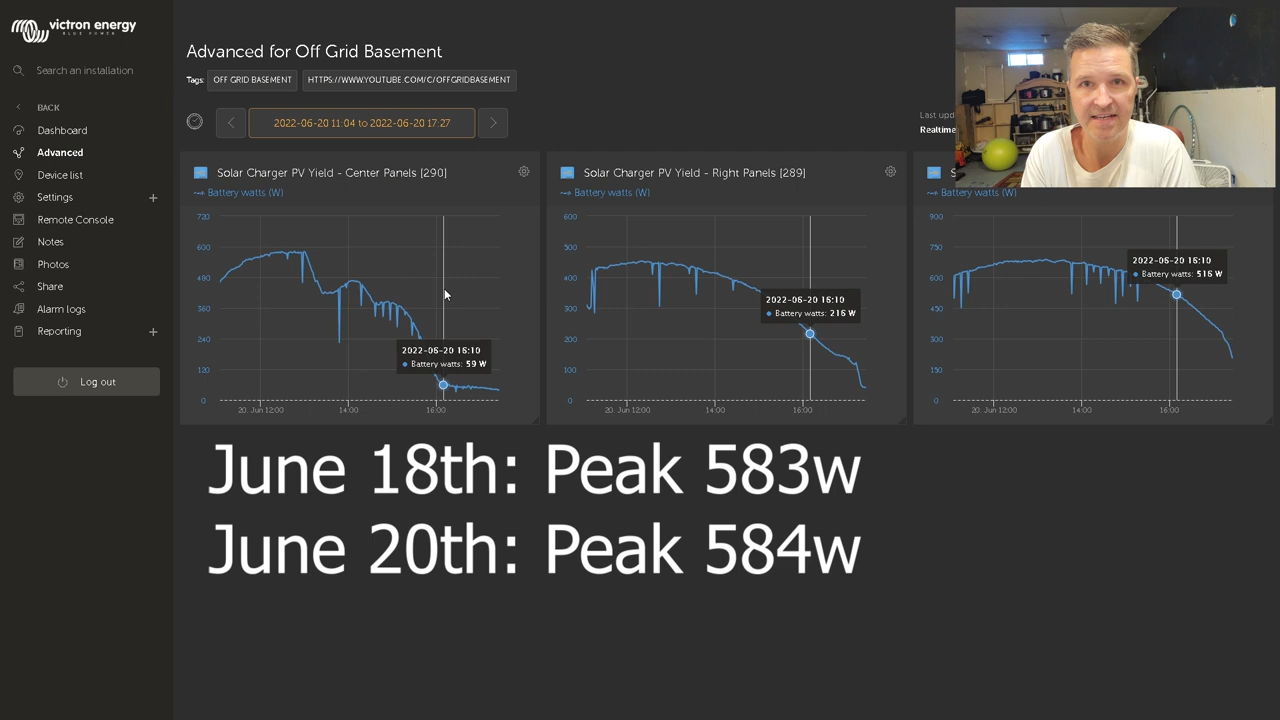 victron energy
BLUE POWER
Search an installation
BACK
Dashboard
Advanced
Device list
Settings
Remote Console
Notes
Photos
Share
Alarm logs
Reporting
Log out
Advanced for Off Grid Basement
Tags: OFF GRID BASEMENT HTTPS://WWW.YOUTUBE.COM/C/OFFGRIDBASEMENT
2022-06-20 11:04 to 2022-06-20 17:27
Last upd
Realtime
Solar Charger PV Yield - Center Panels [290]
Battery watts (W)
720
600
480
360
240
120
0
20. Jun 12:00 14:00 16:00
2022-06-20 16:10
Battery watts: 59 W
Solar Charger PV Yield - Right Panels [289]
Battery watts (W)
600
500
400
300
200
100
0
20. Jun 12:00 14:00 16:00
2022-06-20 16:10
Battery watts: 216 W
S
Battery watts (W)
900
750
600
450
300
150
0
20. Jun 12:00 14:00 16:00
2022-06-20 16:10
Battery watts: 516 W
June 18th: Peak 583w
June 20th: Peak 584w